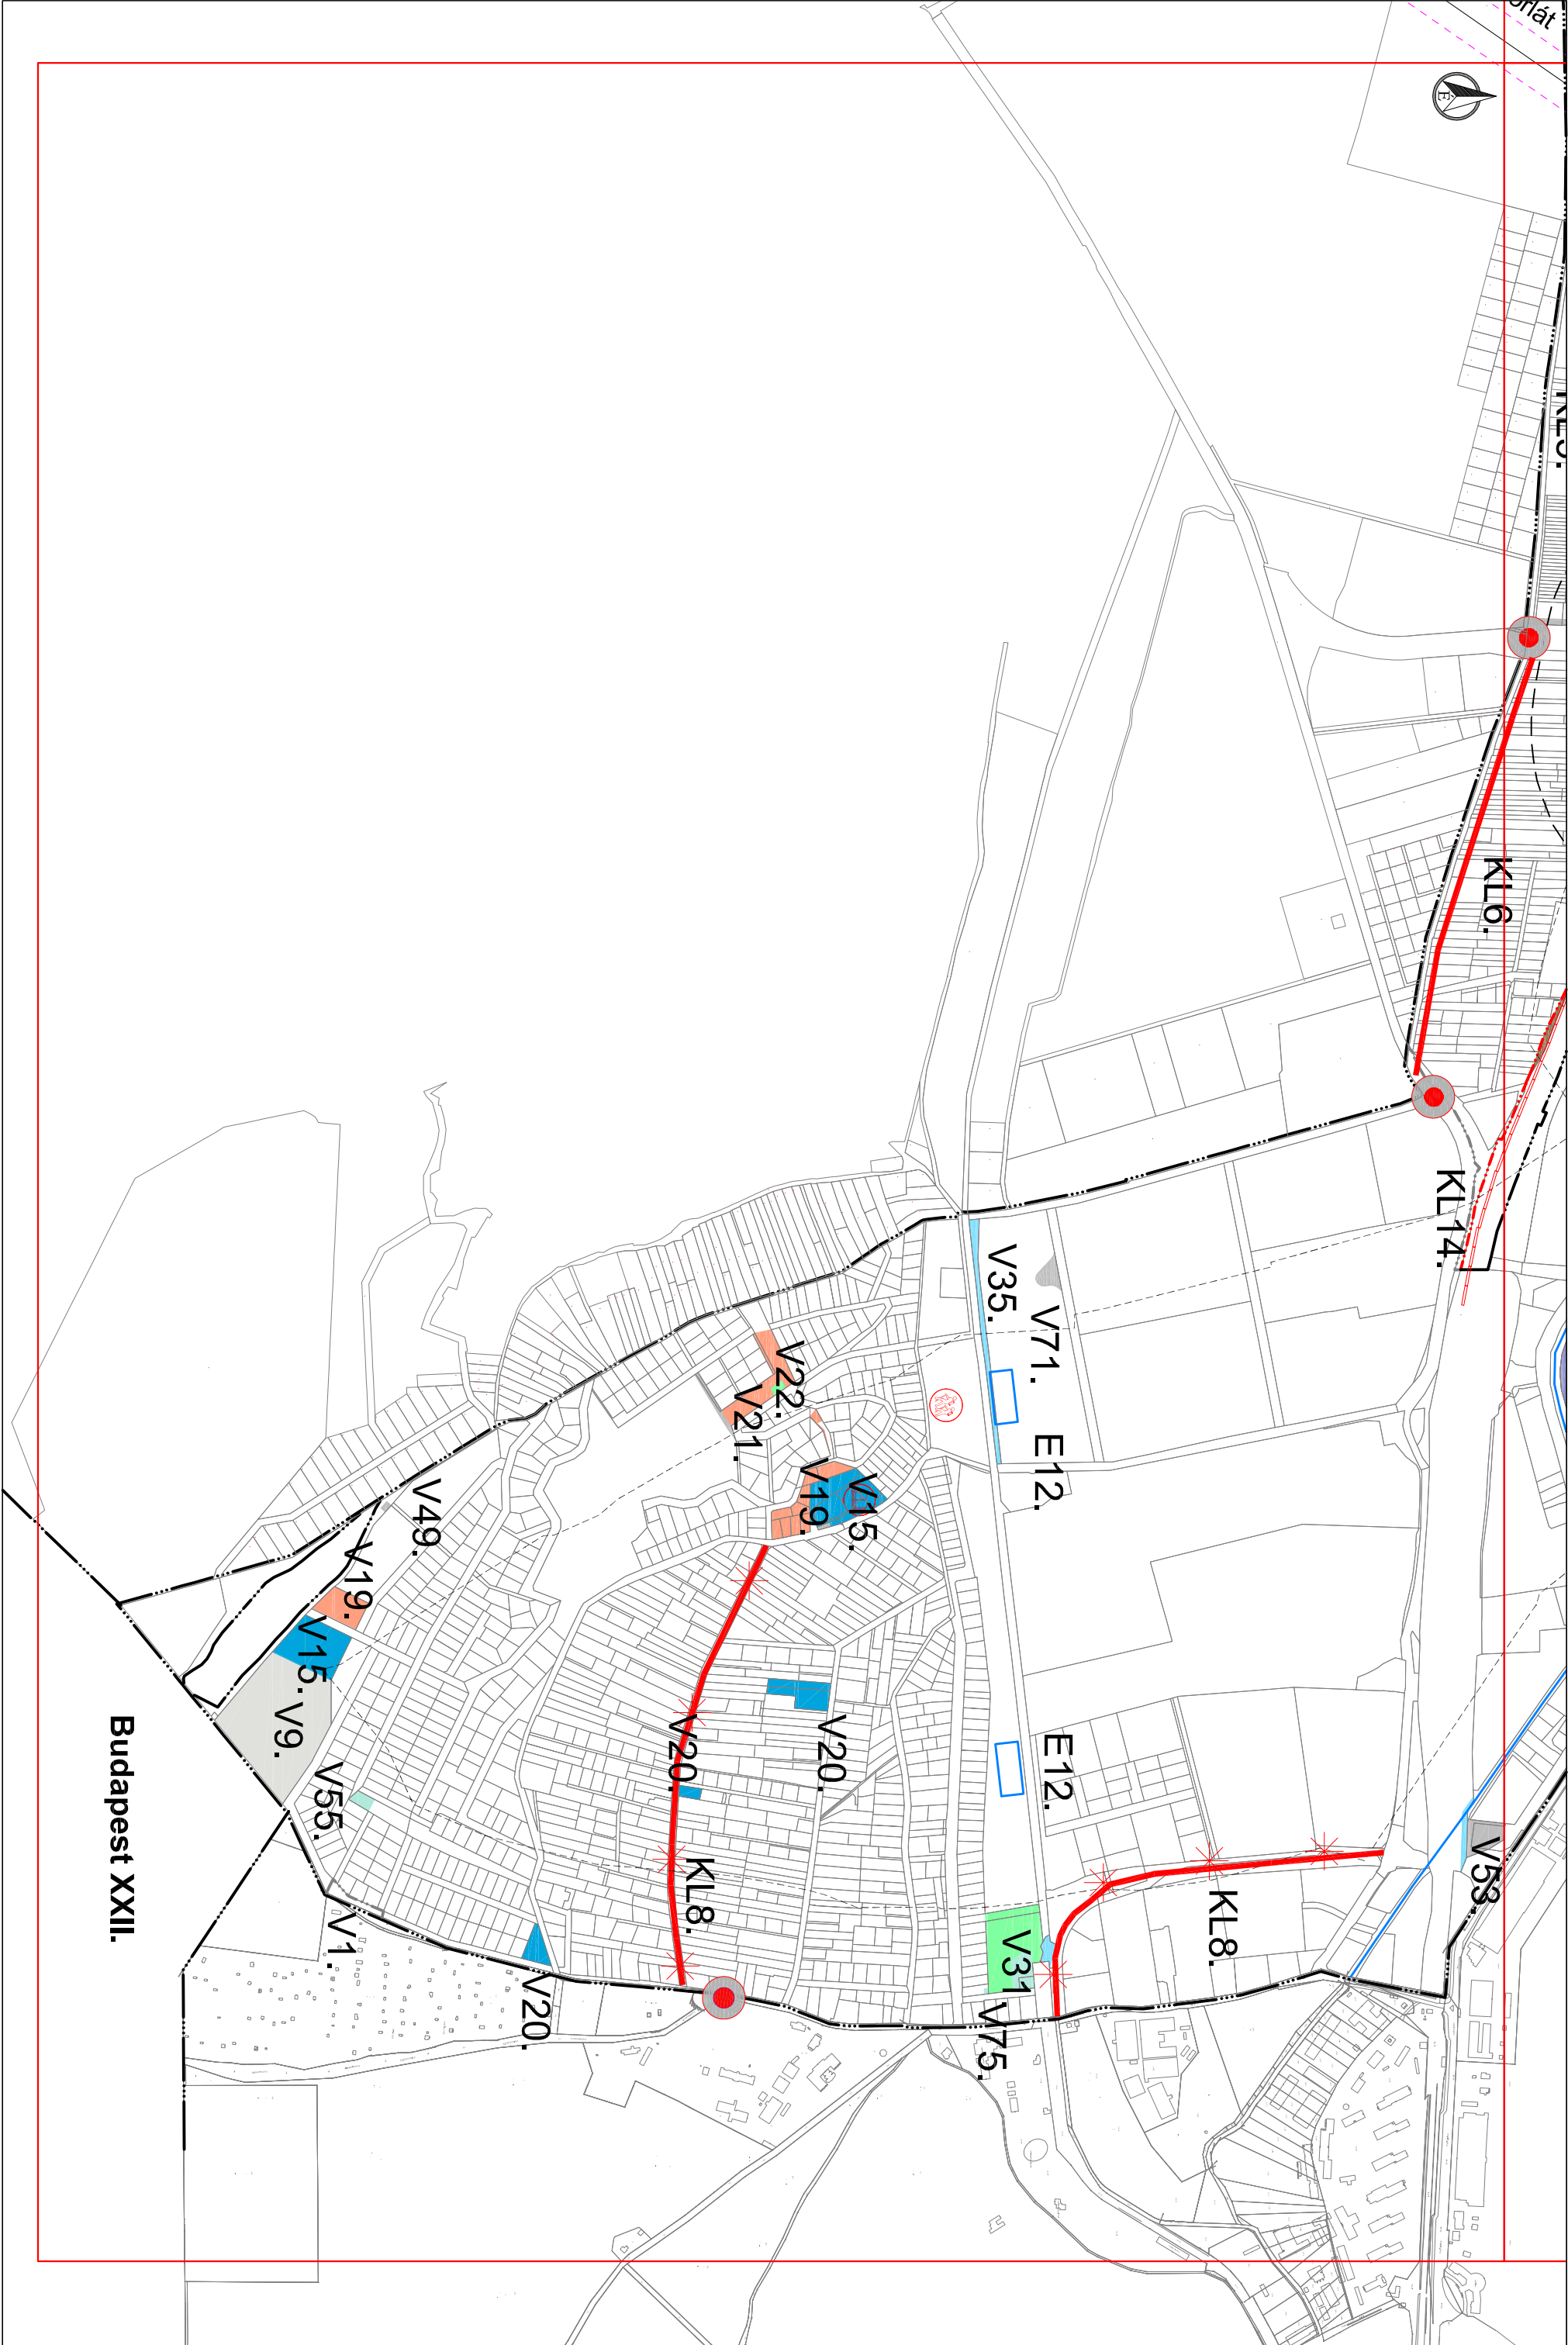 É
KL6.
KL14.
V35.
V71.
E12.
V22.
V21.
V19.
V15.
V49.
V19.
V15.
V9.
V55.
V20.
V20.
E12.
KL8.
KL8.
V53.
V31
V75.
V1.
V20.
Budapest XXII.